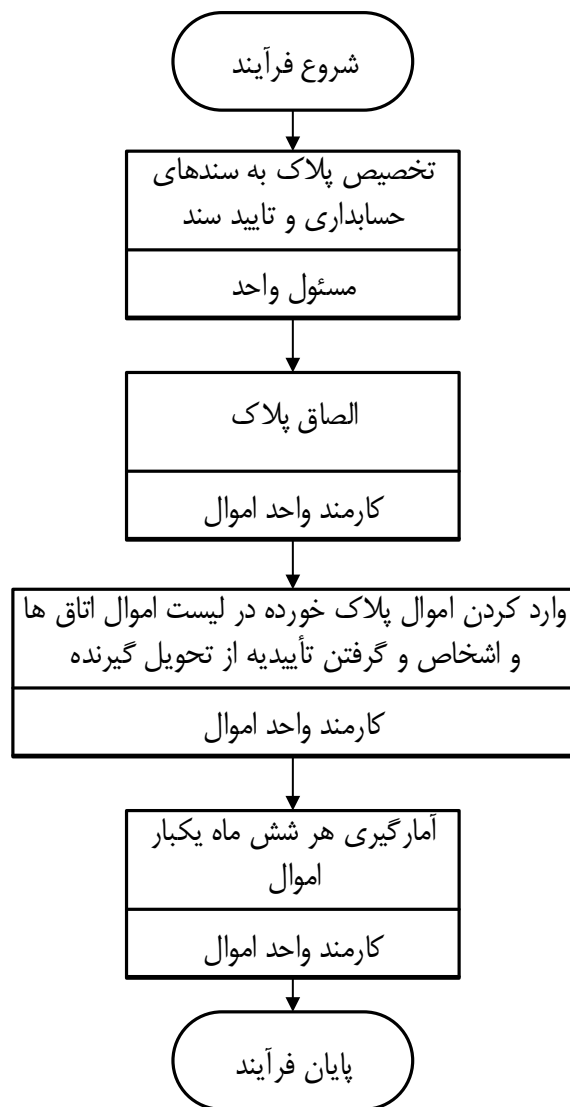 شروع فرآیند
تخصیص پلاک به سندهای
حسابداری و تایید سند
مسئول واحد
الصاق پلاک
کارمند واحد اموال
وارد کردن اموال پلاک خورده در لیست اموال اتاق ها
و اشخاص و گرفتن تأییدیه از تحویل گیرنده
کارمند واحد اموال
آمارگیری هر شش ماه یکبار
اموال
کارمند واحد اموال
پایان فرآیند